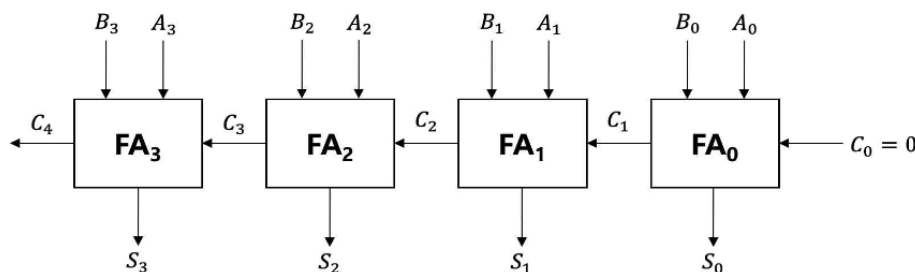 B₃ A₃ B₂ A₂ B₁ A₁ B₀ A₀
C₄ FA₃ C₃ FA₂ C₂ FA₁ C₁ FA₀ C₀ = 0
S₃ S₂ S₁ S₀